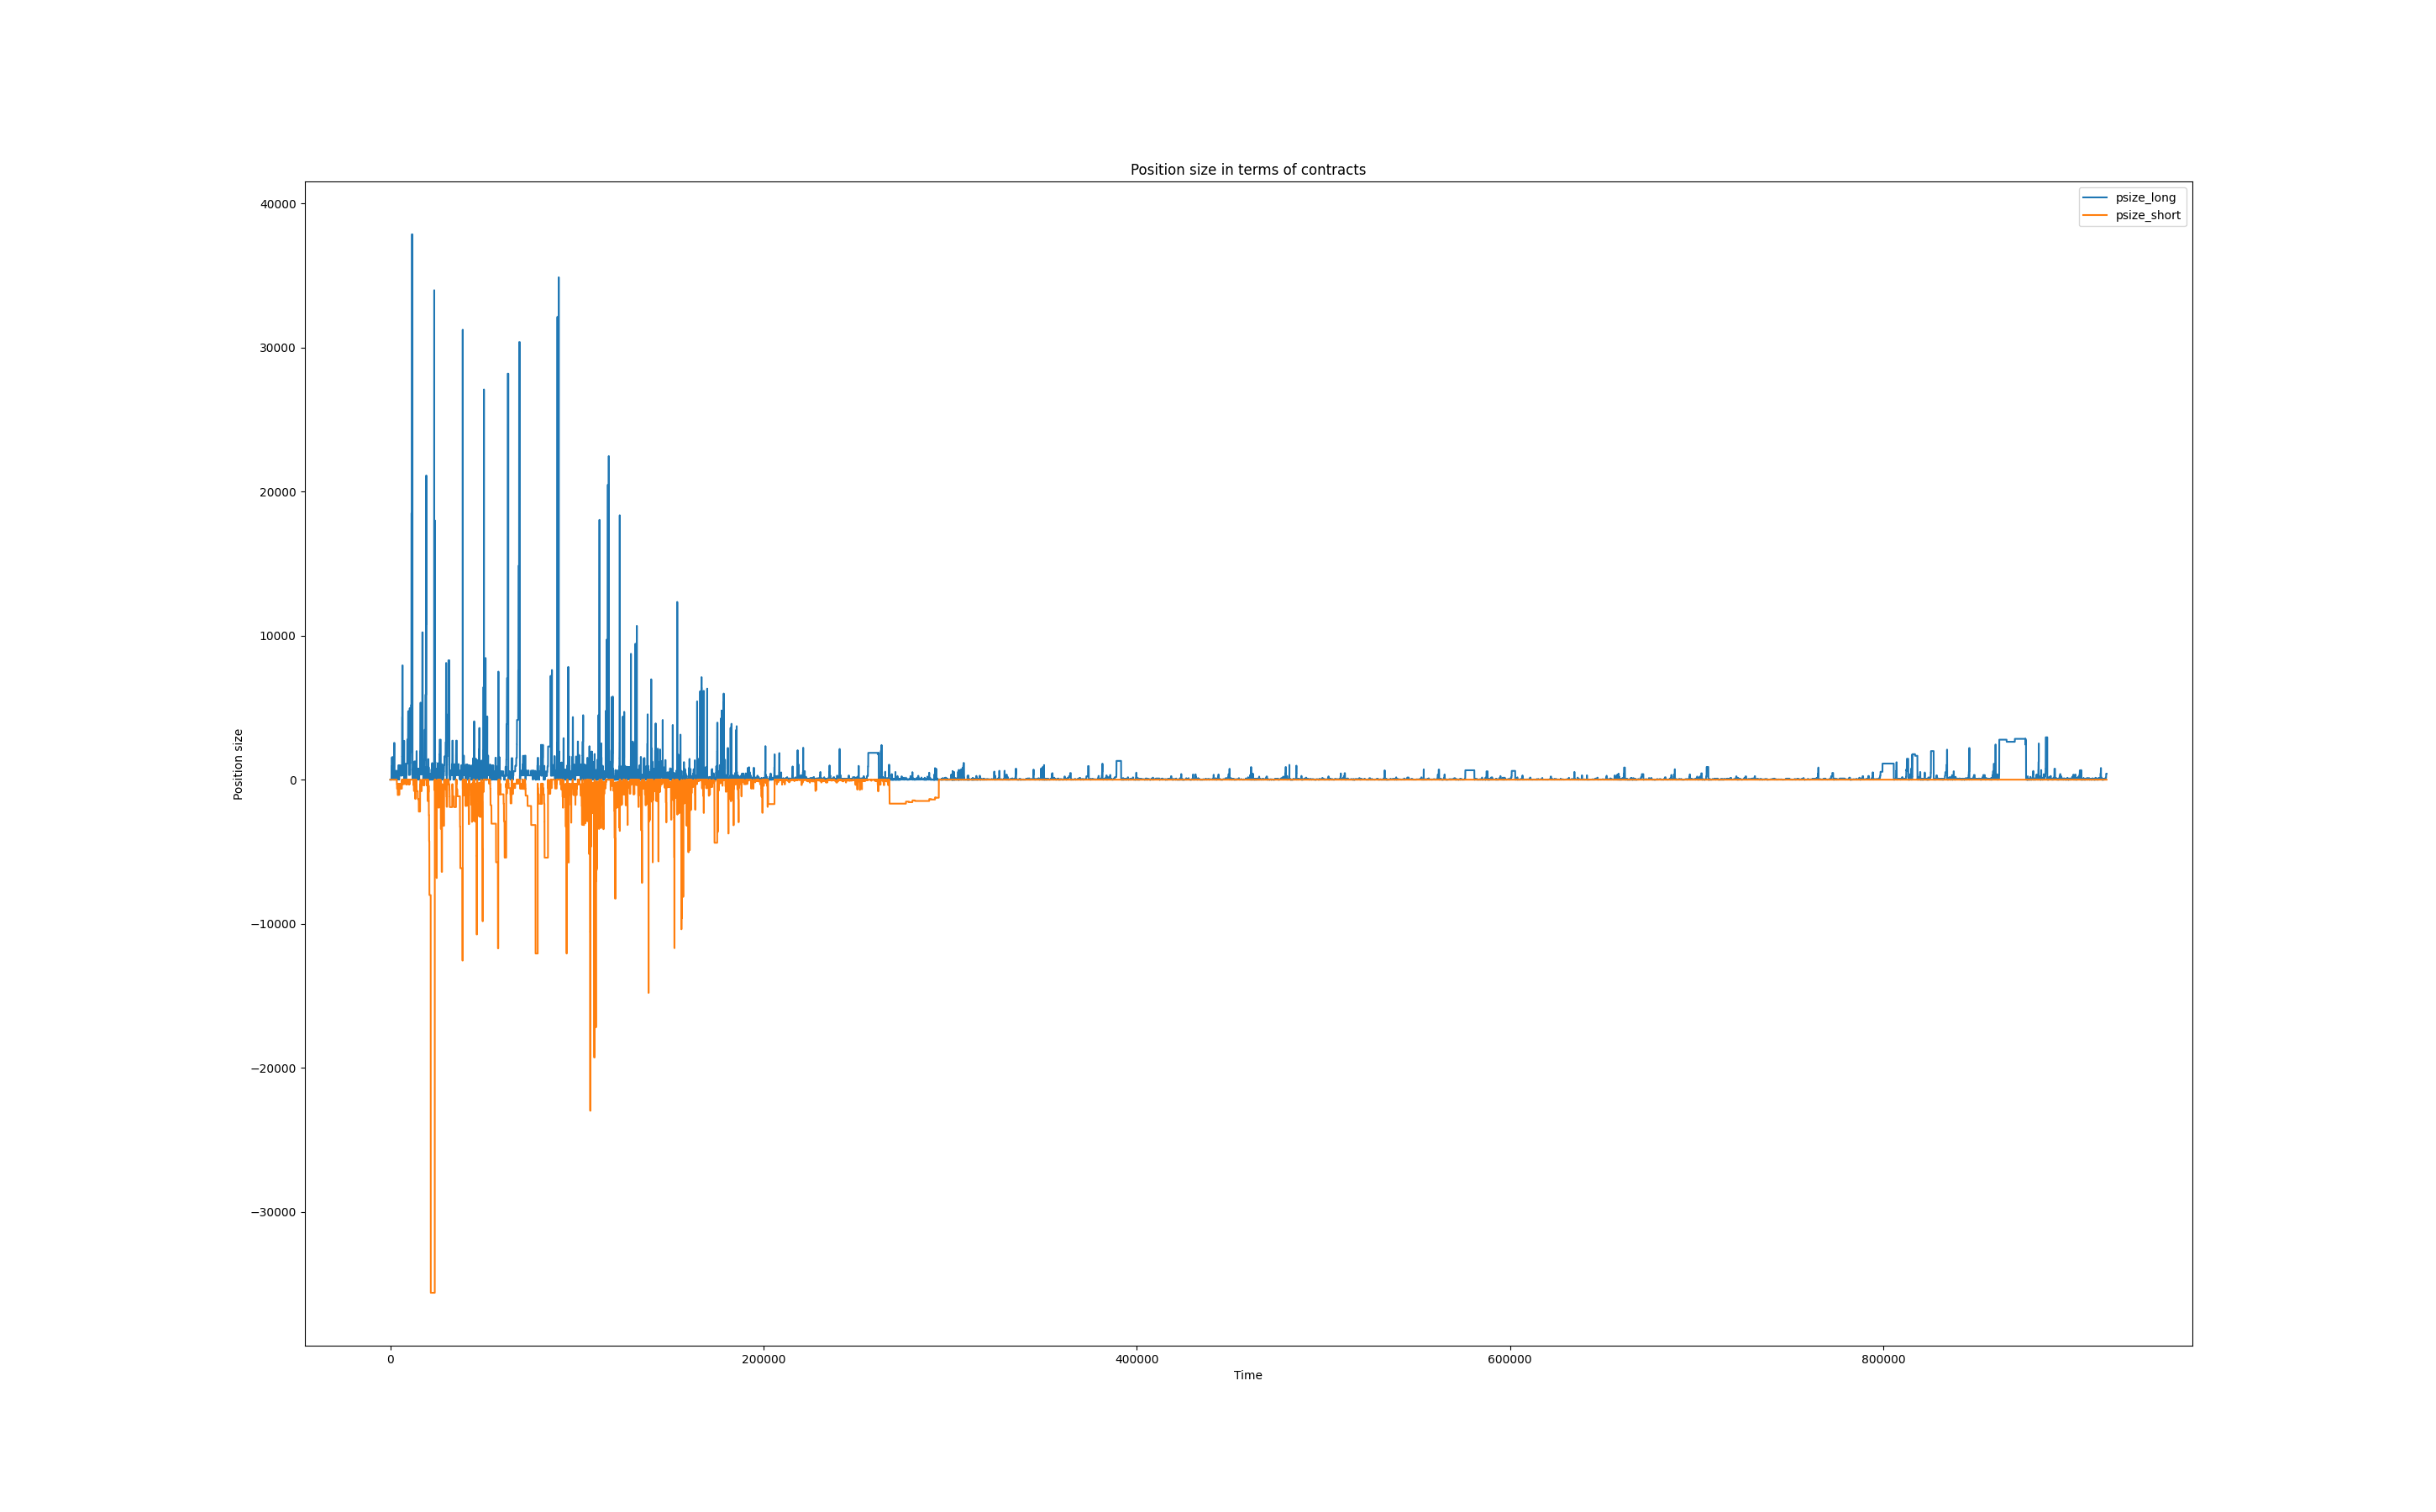 Position size in terms of contracts
psize_long
psize_short
40000
30000
20000
10000
0
−10000
−20000
−30000
Position size
0
200000
400000
600000
800000
Time